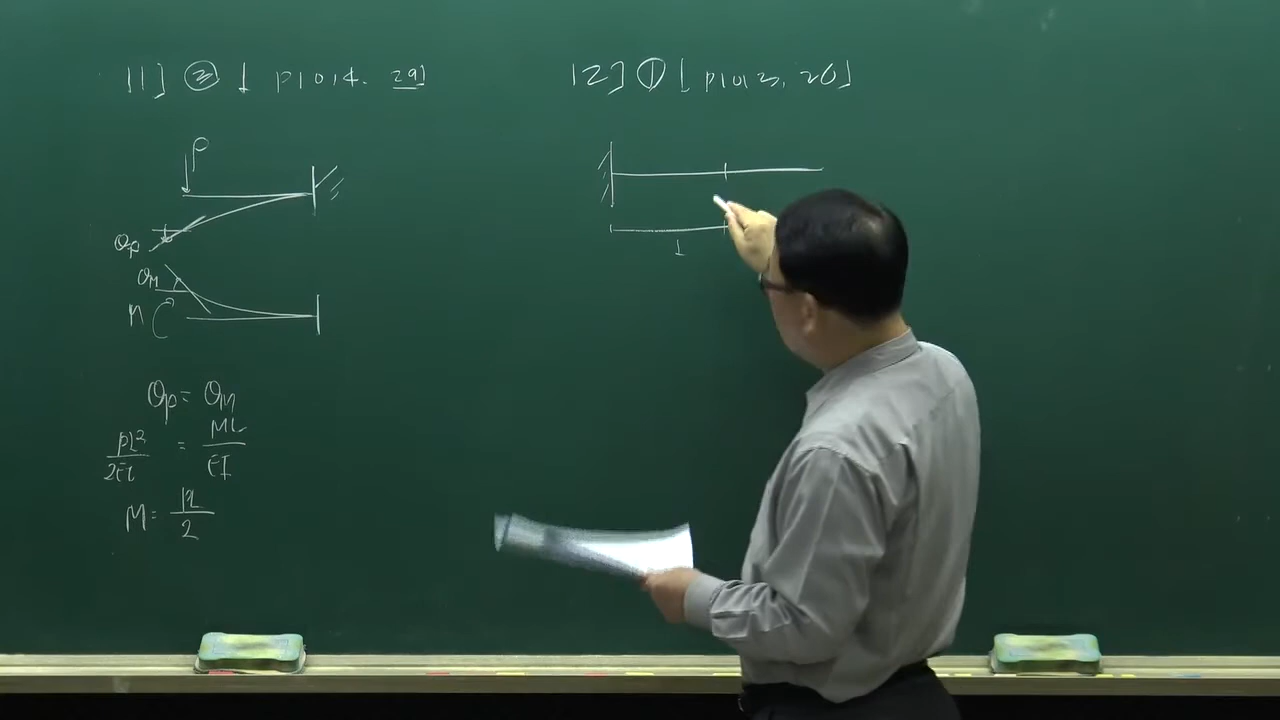 11] ③ [ P1014. 29]
P
θp
θM
M
θp = θM
PL²/2EI = ML/EI
M = PL/2
12] ① [ P1013, 20]
1